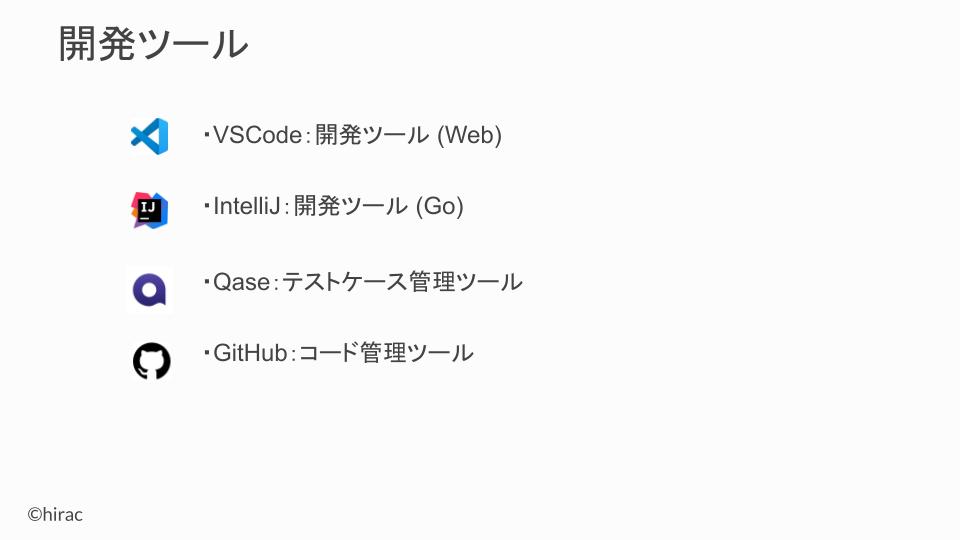 開発ツール
・VSCode：開発ツール (Web)
IJ
・IntelliJ：開発ツール (Go)
・Qase：テストケース管理ツール
・GitHub：コード管理ツール
©hirac